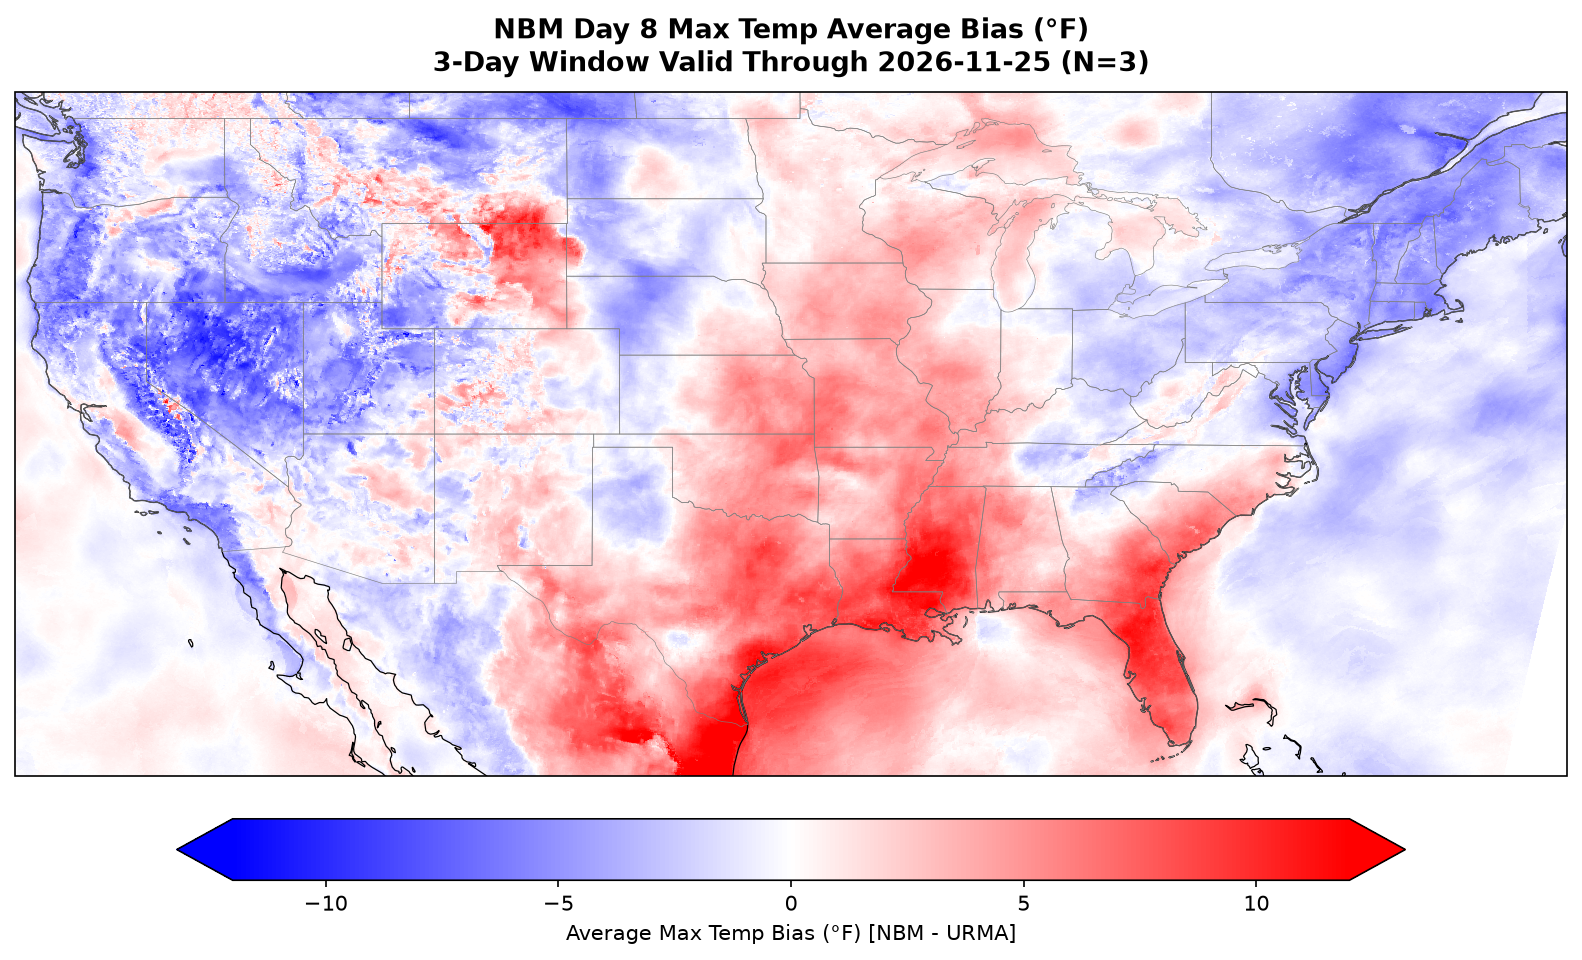 NBM Day 8 Max Temp Average Bias (°F)
3-Day Window Valid Through 2026-11-25 (N=3)
−10 −5 0 5 10
Average Max Temp Bias (°F) [NBM - URMA]